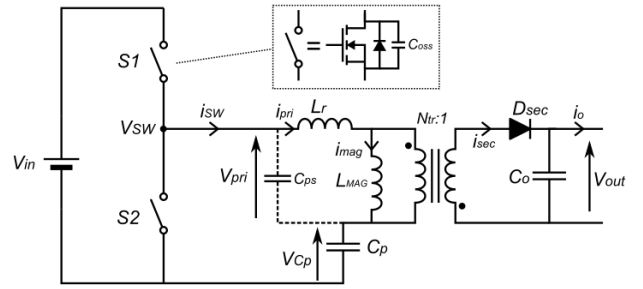 S1
=
Coss
VSW
iSW
ipri
Lr
Ntr:1
Dsec
io
isec
imag
Vin
Vpri
Cps
LMAG
Co
Vout
S2
VCp
Cp